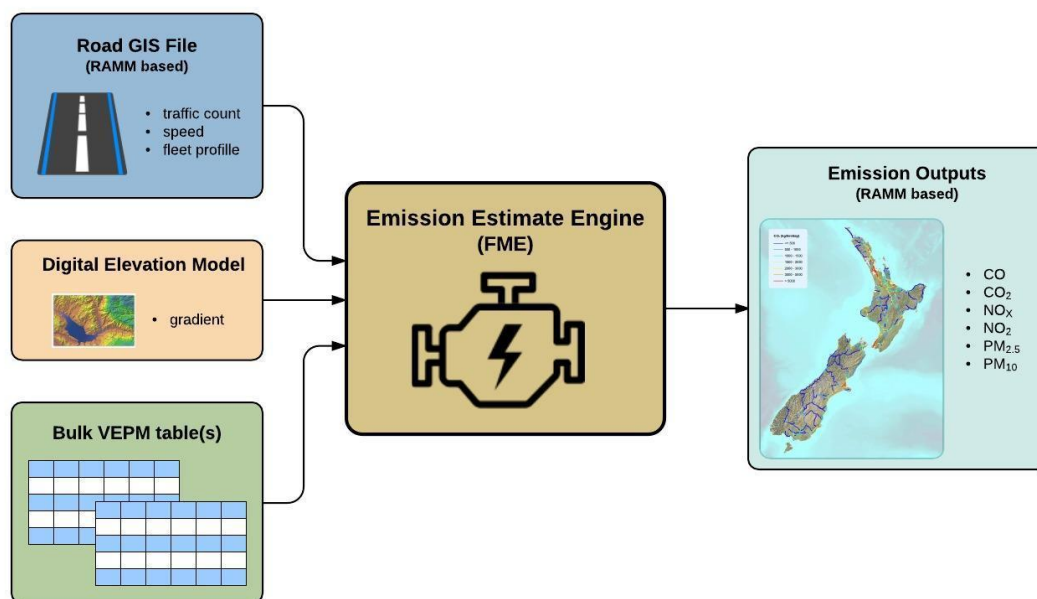 Road GIS File
(RAMM based)
• traffic count
• speed
• fleet profille
Digital Elevation Model
• gradient
Bulk VEPM table(s)
Emission Estimate Engine
(FME)
Emission Outputs
(RAMM based)
• CO
• CO₂
• NOX
• NO₂
• PM₂.₅
• PM₁₀